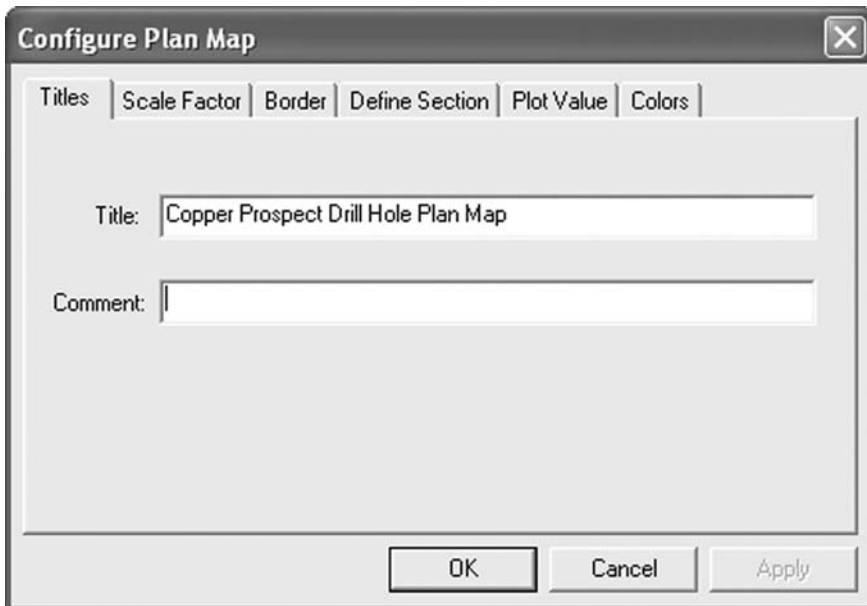 Configure Plan Map
Titles Scale Factor Border Define Section Plot Value Colors
Title: Copper Prospect Drill Hole Plan Map
Comment:
OK Cancel Apply